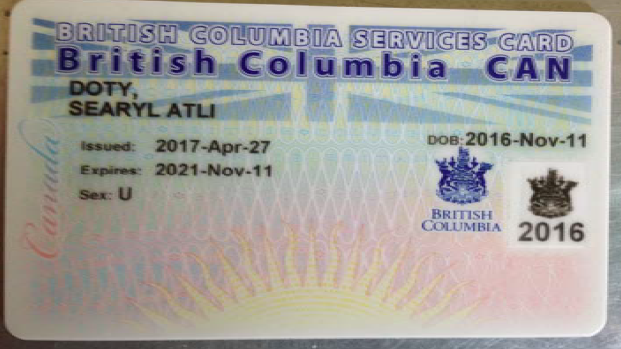 BRITISH COLUMBIA SERVICES CARD
British Columbia CAN
DOTY,
SEARYL ATLI
Issued: 2017-Apr-27
DOB: 2016-Nov-11
Expires: 2021-Nov-11
Sex: U
Canada
BRITISH
COLUMBIA
2016